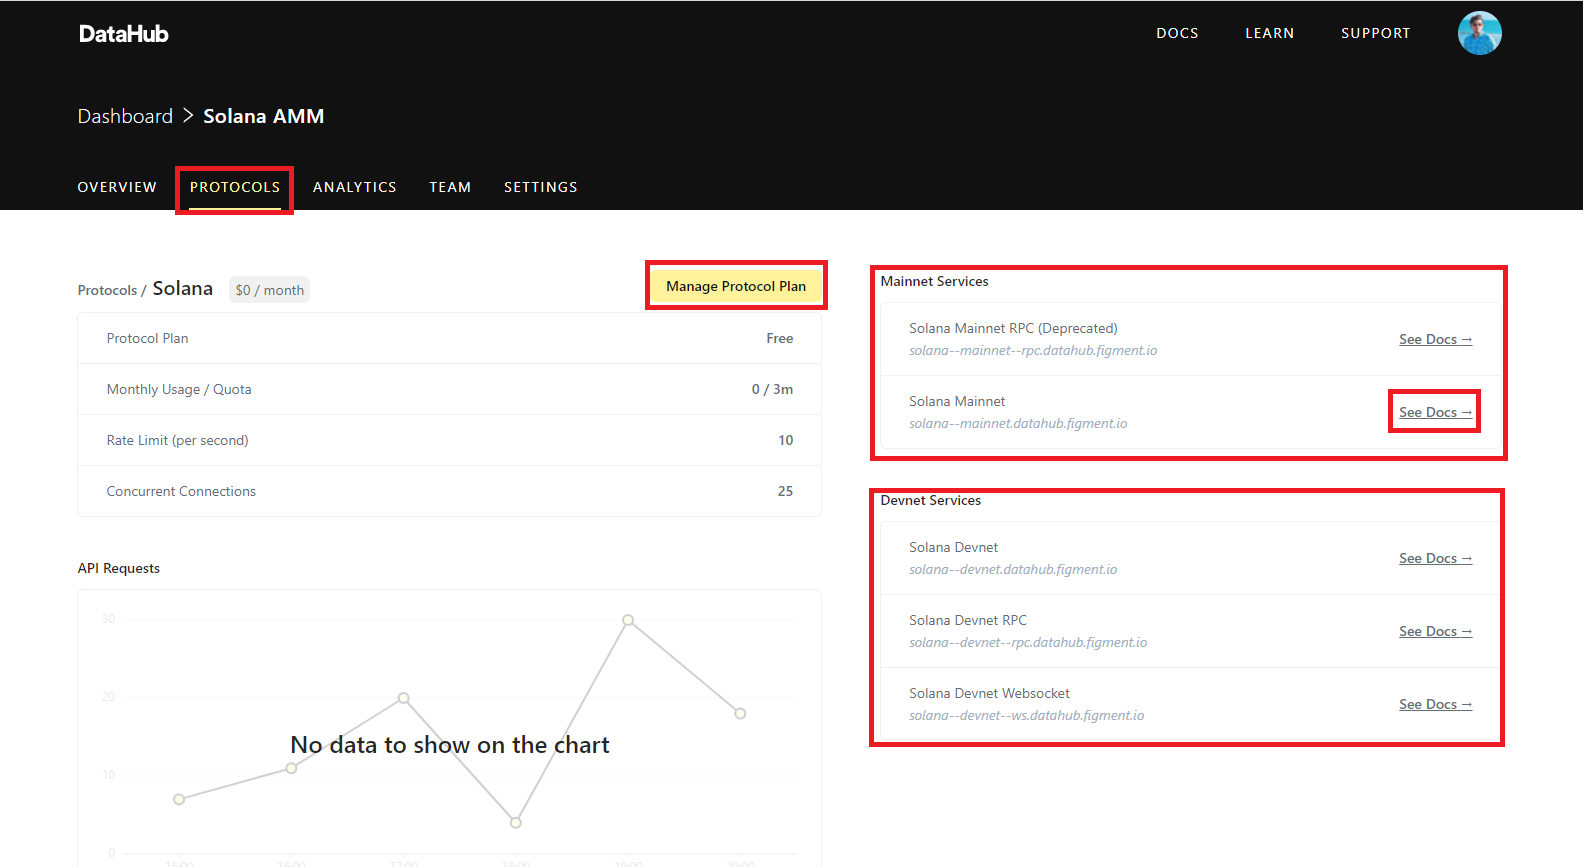 DataHub
DOCS LEARN SUPPORT
Dashboard > Solana AMM
OVERVIEW PROTOCOLS ANALYTICS TEAM SETTINGS
Protocols / Solana $0 / month Manage Protocol Plan
Protocol Plan Free
Monthly Usage / Quota 0 / 3m
Rate Limit (per second) 10
Concurrent Connections 25
API Requests
30
20
No data to show on the chart
10
0
15:00 16:00 17:00 18:00 19:00 20:00
Mainnet Services
Solana Mainnet RPC (Deprecated)
solana--mainnet--rpc.datahub.figment.io
See Docs →
Solana Mainnet
solana--mainnet.datahub.figment.io
See Docs →
Devnet Services
Solana Devnet
solana--devnet.datahub.figment.io
See Docs →
Solana Devnet RPC
solana--devnet--rpc.datahub.figment.io
See Docs →
Solana Devnet Websocket
solana--devnet--ws.datahub.figment.io
See Docs →